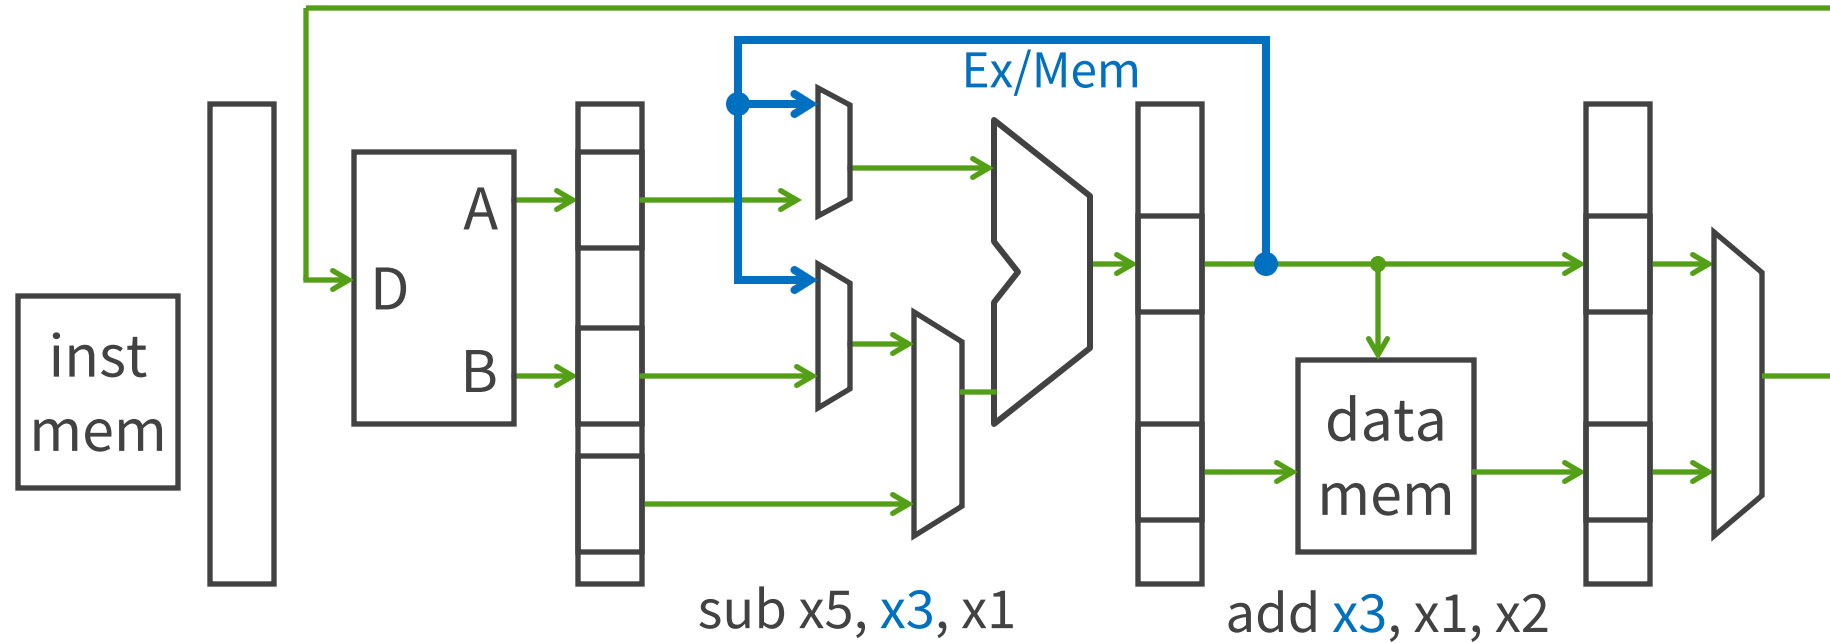 Ex/Mem
A
D
B
inst
mem
data
mem
sub x5, x3, x1
add x3, x1, x2